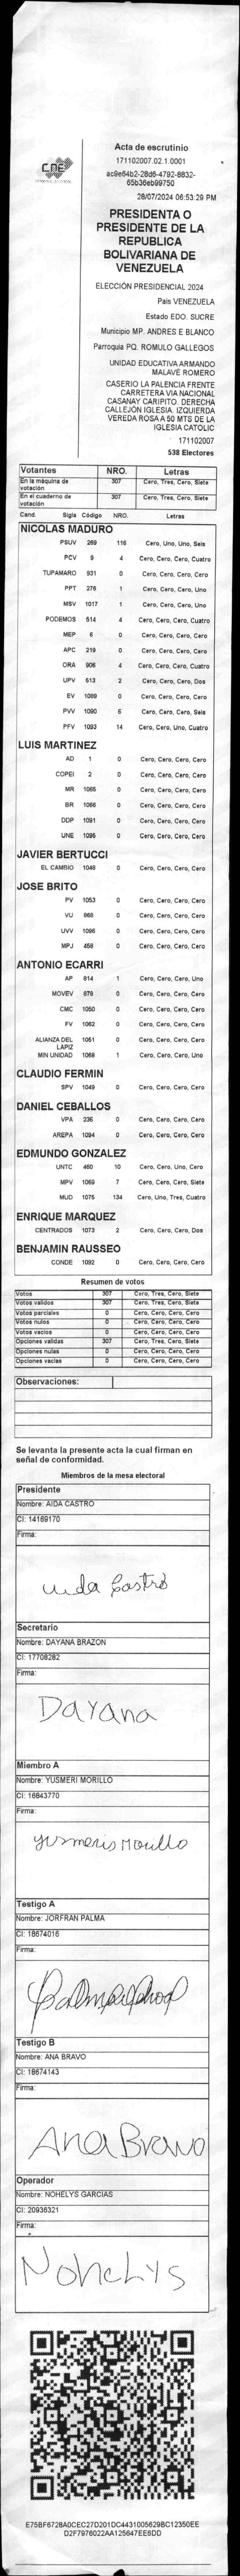 CNE
Acta de escrutinio
171102007.02.1.0001
ac9e64b2-28d6-4792-8832-
65b36eb99750
28/07/2024 06:53:29 PM
PRESIDENTA O
PRESIDENTE DE LA
REPUBLICA
BOLIVARIANA DE
VENEZUELA
ELECCIÓN PRESIDENCIAL 2024
Pais VENEZUELA
Estado EDO. SUCRE
Municipio MP. ANDRES E BLANCO
Parroquia PQ. ROMULO GALLEGOS
UNIDAD EDUCATIVA ARMANDO
MALAVÉ ROMERO
CASERIO LA PALENCIA FRENTE
CARRETERA VIA NACIONAL
CASANAY CARIPITO. DERECHA
CALLEJÓN IGLESIA. IZQUIERDA
VEREDA ROSA A 50 MTS DE LA
IGLESIA CATOLIC
171102007
538 Electores
Votantes NRO. Letras
En la máquina de votación 307 Cero, Tres, Cero, Siete
En el cuaderno de votación 307 Cero, Tres, Cero, Siete
Cand. Sigla Código NRO. Letras
NICOLAS MADURO
PSUV 269 116 Cero, Uno, Uno, Seis
PCV 9 4 Cero, Cero, Cero, Cuatro
TUPAMARO 931 0 Cero, Cero, Cero, Cero
PPT 276 1 Cero, Cero, Cero, Uno
MSV 1017 1 Cero, Cero, Cero, Uno
PODEMOS 514 4 Cero, Cero, Cero, Cuatro
MEP 6 0 Cero, Cero, Cero, Cero
APC 219 0 Cero, Cero, Cero, Cero
ORA 906 4 Cero, Cero, Cero, Cuatro
UPV 613 2 Cero, Cero, Cero, Dos
EV 1089 0 Cero, Cero, Cero, Cero
PVV 1090 6 Cero, Cero, Cero, Seis
PFV 1093 14 Cero, Cero, Uno, Cuatro
LUIS MARTINEZ
AD 1 0 Cero, Cero, Cero, Cero
COPEI 2 0 Cero, Cero, Cero, Cero
MR 1065 0 Cero, Cero, Cero, Cero
BR 1066 0 Cero, Cero, Cero, Cero
DDP 1091 0 Cero, Cero, Cero, Cero
UNE 1095 0 Cero, Cero, Cero, Cero
JAVIER BERTUCCI
EL CAMBIO 1048 0 Cero, Cero, Cero, Cero
JOSE BRITO
PV 1053 0 Cero, Cero, Cero, Cero
VU 868 0 Cero, Cero, Cero, Cero
UVV 1096 0 Cero, Cero, Cero, Cero
MPJ 458 0 Cero, Cero, Cero, Cero
ANTONIO ECARRI
AP 814 1 Cero, Cero, Cero, Uno
MOVEV 879 0 Cero, Cero, Cero, Cero
CMC 1050 0 Cero, Cero, Cero, Cero
FV 1062 0 Cero, Cero, Cero, Cero
ALIANZA DEL LAPIZ 1051 0 Cero, Cero, Cero, Cero
MIN UNIDAD 1068 1 Cero, Cero, Cero, Uno
CLAUDIO FERMIN
SPV 1049 0 Cero, Cero, Cero, Cero
DANIEL CEBALLOS
VPA 236 0 Cero, Cero, Cero, Cero
AREPA 1094 0 Cero, Cero, Cero, Cero
EDMUNDO GONZALEZ
UNTC 460 10 Cero, Cero, Uno, Cero
MPV 1069 7 Cero, Cero, Cero, Siete
MUD 1075 134 Cero, Uno, Tres, Cuatro
ENRIQUE MARQUEZ
CENTRADOS 1073 2 Cero, Cero, Cero, Dos
BENJAMIN RAUSSEO
CONDE 1092 0 Cero, Cero, Cero, Cero
Resumen de votos
Votos 307 Cero, Tres, Cero, Siete
Votos validos 307 Cero, Tres, Cero, Siete
Votos parciales 0 Cero, Cero, Cero, Cero
Votos nulos 0 Cero, Cero, Cero, Cero
Votos vacios 0 Cero, Cero, Cero, Cero
Opciones validas 307 Cero, Tres, Cero, Siete
Opciones nulas 0 Cero, Cero, Cero, Cero
Opciones vacias 0 Cero, Cero, Cero, Cero
Observaciones:
Se levanta la presente acta la cual firman en
señal de conformidad.
Miembros de la mesa electoral
Presidente
Nombre: AIDA CASTRO
CI: 14169170
Firma:
Aida Castro
Secretario
Nombre: DAYANA BRAZON
CI: 17708282
Firma:
Dayana
Miembro A
Nombre: YUSMERI MORILLO
CI: 16843770
Firma:
yusmeris Morillo
Testigo A
Nombre: JORFRAN PALMA
CI: 18674016
Firma:
Testigo B
Nombre: ANA BRAVO
CI: 18674143
Firma:
Ana Bravo
Operador
Nombre: NOHELYS GARCIAS
CI: 20936321
Firma:
Nohelys
E75BF6728A0CEC27D201DC4431005629BC12350EE
D2F7976022AA125647EE6DD